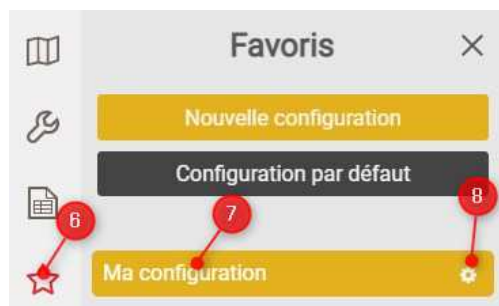 Favoris
Nouvelle configuration
Configuration par défaut
6
7
8
Ma configuration